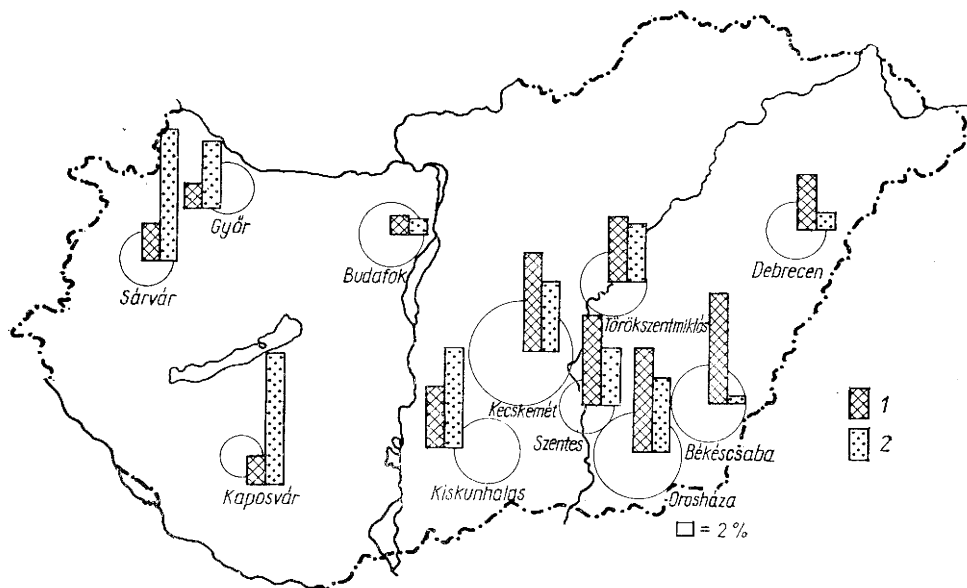 Győr
Sárvár
Budafok
Debrecen
Törökszentmiklós
Kecskemét
Szentes
Békéscsaba
Kiskunhalas
Kaposvár
Orosháza
1
2
= 2 %